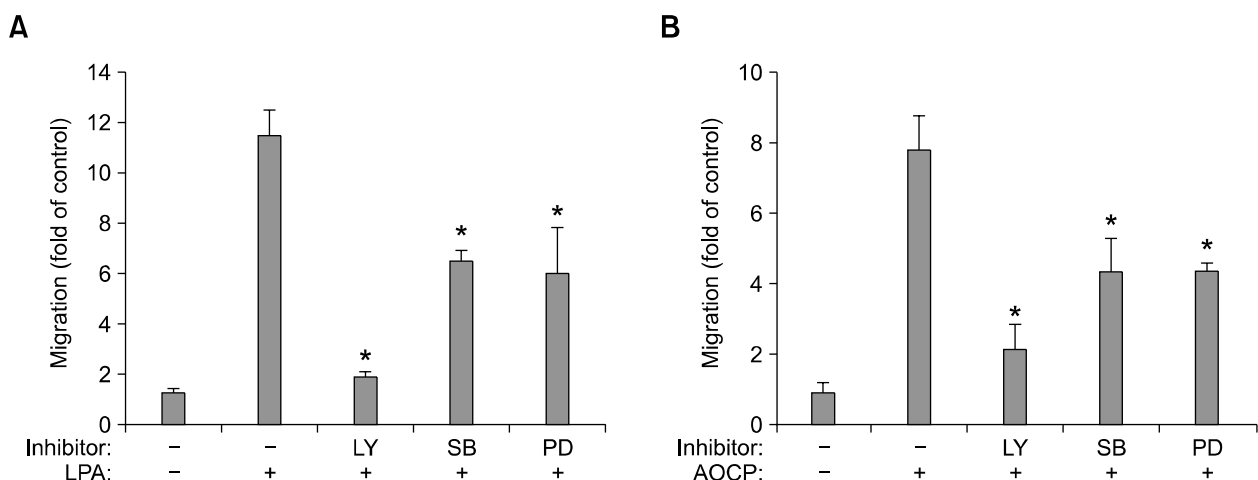 A
Migration (fold of control)
14
12
10
8
6
4
2
0
*
*
*
Inhibitor: – – LY SB PD
LPA: – + + + +
B
Migration (fold of control)
10
8
6
4
2
0
*
*
*
Inhibitor: – – LY SB PD
AOCP: – + + + +